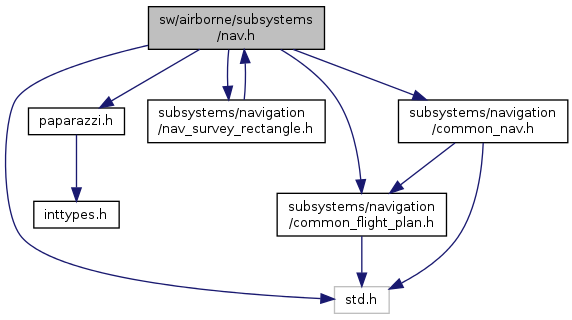 sw/airborne/subsystems
/nav.h
paparazzi.h
subsystems/navigation
/nav_survey_rectangle.h
subsystems/navigation
/common_nav.h
inttypes.h
subsystems/navigation
/common_flight_plan.h
std.h